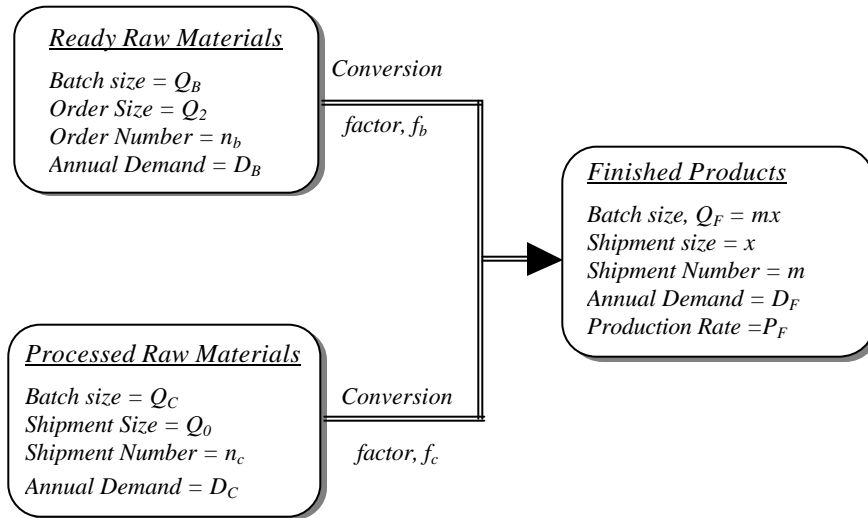 Ready Raw Materials
Batch size = Q_B
Order Size = Q_2
Order Number = n_b
Annual Demand = D_B
Conversion
factor, f_b
Finished Products
Batch size, Q_F = mx
Shipment size = x
Shipment Number = m
Annual Demand = D_F
Production Rate =P_F
Processed Raw Materials
Batch size = Q_C
Shipment Size = Q_0
Shipment Number = n_c
Annual Demand = D_C
Conversion
factor, f_c